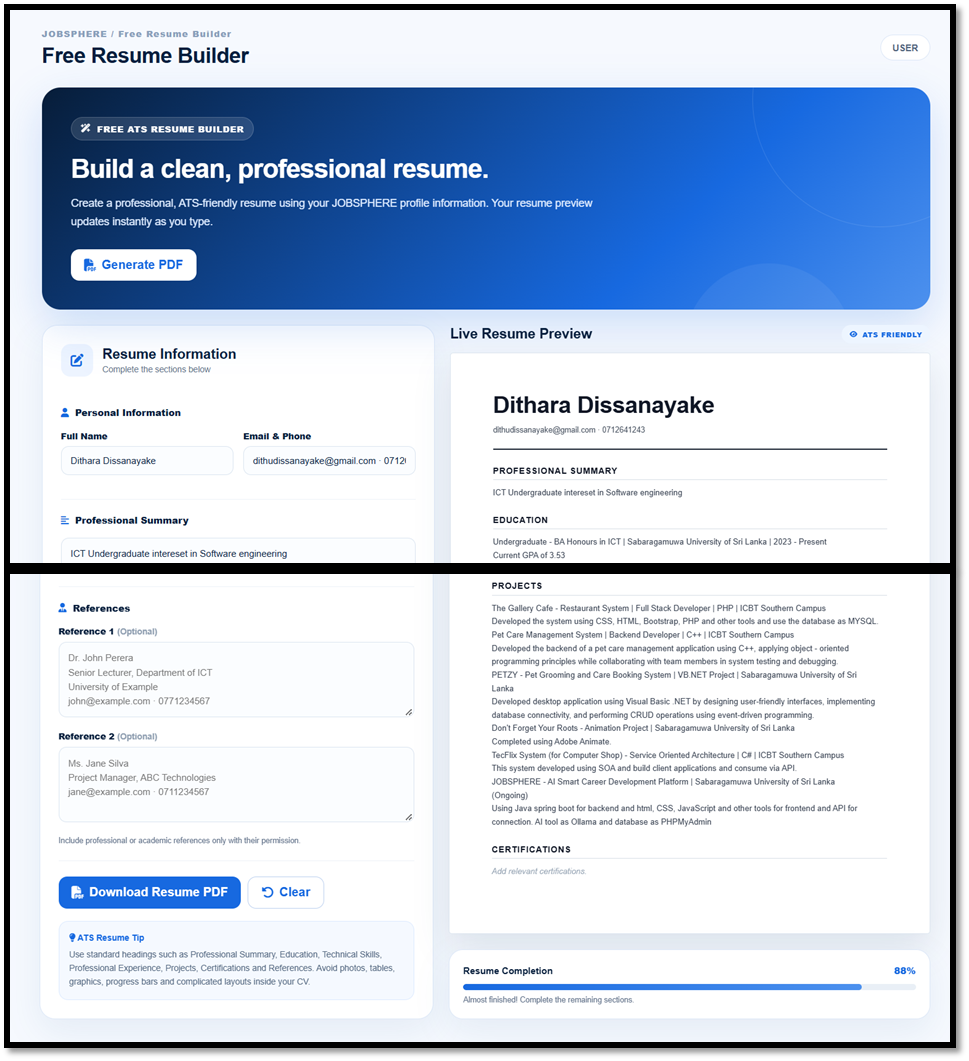 JOBSPHERE / Free Resume Builder
Free Resume Builder
USER
FREE ATS RESUME BUILDER
Build a clean, professional resume.
Create a professional, ATS-friendly resume using your JOBSPHERE profile information. Your resume preview
updates instantly as you type.
Generate PDF
Resume Information
Complete the sections below
Personal Information
Full Name
Email & Phone
Dithara Dissanayake
dithudissanayake@gmail.com · 0712
Professional Summary
ICT Undergraduate intereset in Software engineering
References
Reference 1 (Optional)
Dr. John Perera
Senior Lecturer, Department of ICT
University of Example
john@example.com · 0771234567
Reference 2 (Optional)
Ms. Jane Silva
Project Manager, ABC Technologies
jane@example.com · 0711234567
Include professional or academic references only with their permission.
Download Resume PDF
Clear
ATS Resume Tip
Use standard headings such as Professional Summary, Education, Technical Skills,
Professional Experience, Projects, Certifications and References. Avoid photos, tables,
graphics, progress bars and complicated layouts inside your CV.
Live Resume Preview
ATS FRIENDLY
Dithara Dissanayake
dithudissanayake@gmail.com · 0712641243
PROFESSIONAL SUMMARY
ICT Undergraduate intereset in Software engineering
EDUCATION
Undergraduate - BA Honours in ICT | Sabaragamuwa University of Sri Lanka | 2023 - Present
Current GPA of 3.53
PROJECTS
The Gallery Cafe - Restaurant System | Full Stack Developer | PHP | ICBT Southern Campus
Developed the system using CSS, HTML, Bootstrap, PHP and other tools and use the database as MYSQL.
Pet Care Management System | Backend Developer | C++ | ICBT Southern Campus
Developed the backend of a pet care management application using C++, applying object - oriented
programming principles while collaborating with team members in system testing and debugging.
PETZY - Pet Grooming and Care Booking System | VB.NET Project | Sabaragamuwa University of Sri
Lanka
Developed desktop application using Visual Basic .NET by designing user-friendly interfaces, implementing
database connectivity, and performing CRUD operations using event-driven programming.
Don't Forget Your Roots - Animation Project | Sabaragamuwa University of Sri Lanka
Completed using Adobe Animate.
TecFlix System (for Computer Shop) - Service Oriented Architecture | C# | ICBT Southern Campus
This system developed using SOA and build client applications and consume via API.
JOBSPHERE - AI Smart Career Development Platform | Sabaragamuwa University of Sri Lanka
(Ongoing)
Using Java spring boot for backend and html, CSS, JavaScript and other tools for frontend and API for
connection. AI tool as Ollama and database as PHPMyAdmin
CERTIFICATIONS
Add relevant certifications.
Resume Completion
88%
Almost finished! Complete the remaining sections.